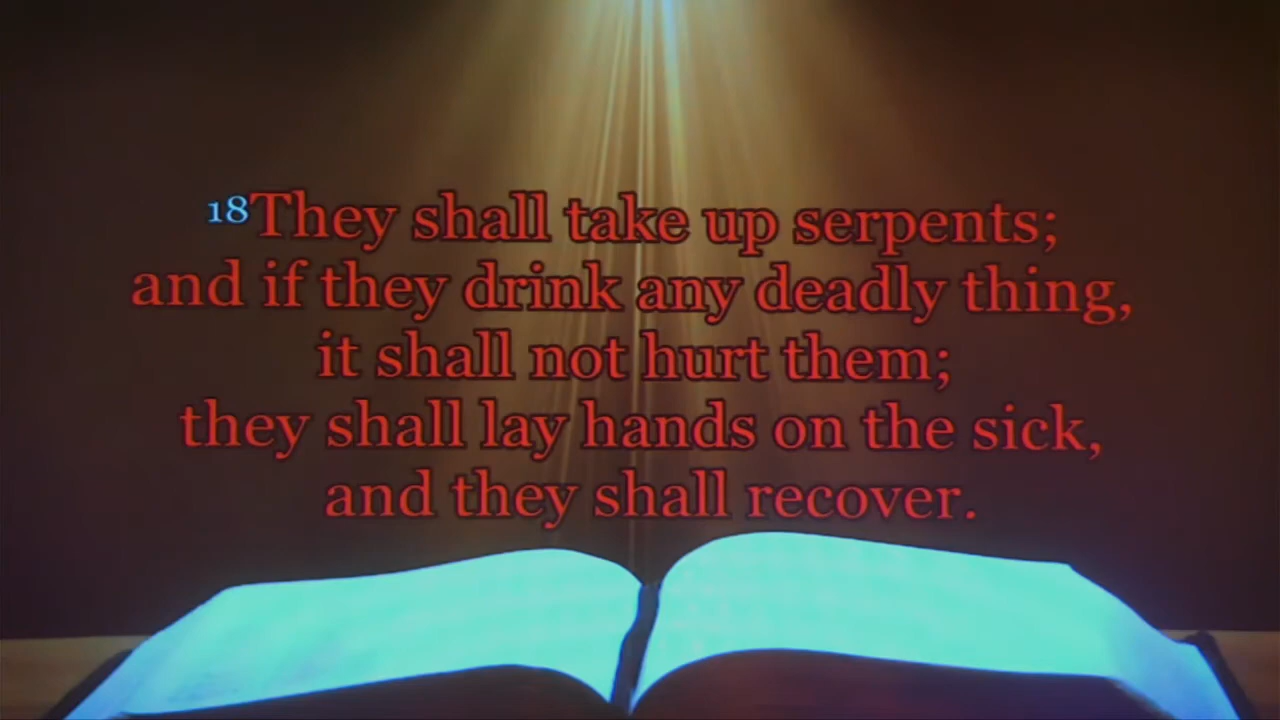 18They shall take up serpents;
and if they drink any deadly thing,
it shall not hurt them;
they shall lay hands on the sick,
and they shall recover.